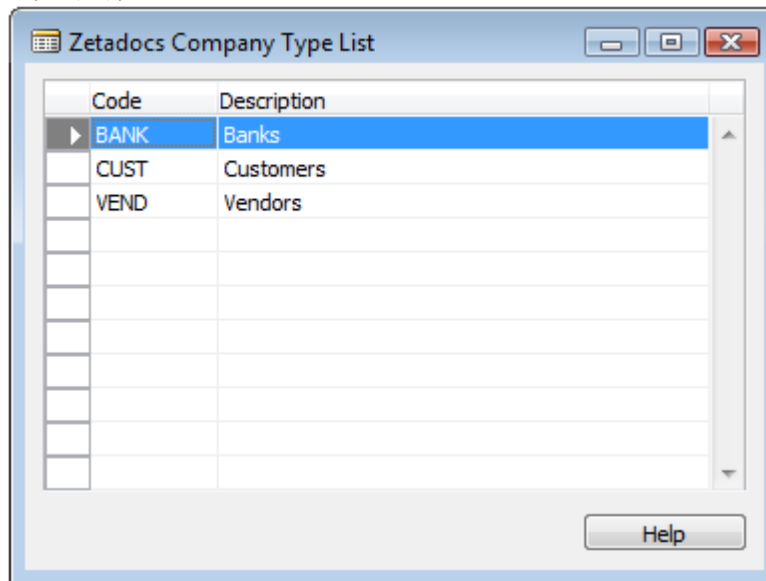 Zetadocs Company Type List
Code Description
BANK Banks
CUST Customers
VEND Vendors
Help